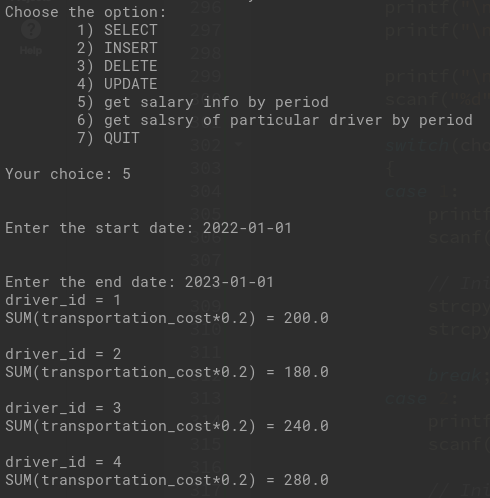 Choose the option:
1) SELECT
2) INSERT
3) DELETE
4) UPDATE
5) get salary info by period
6) get salsry of particular driver by period
7) QUIT
Your choice: 5
Enter the start date: 2022-01-01
Enter the end date: 2023-01-01
driver_id = 1
SUM(transportation_cost*0.2) = 200.0
driver_id = 2
SUM(transportation_cost*0.2) = 180.0
driver_id = 3
SUM(transportation_cost*0.2) = 240.0
driver_id = 4
SUM(transportation_cost*0.2) = 280.0